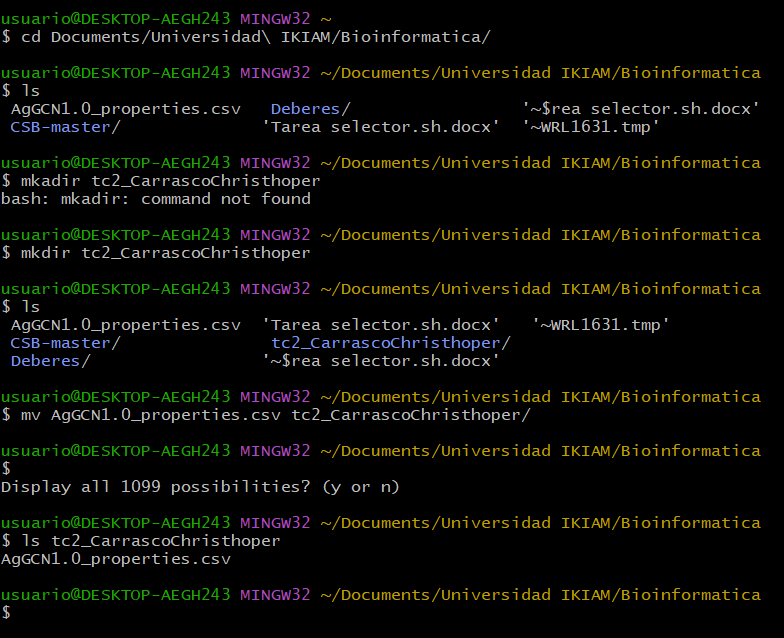 usuario@DESKTOP-AEGH243 MINGW32 ~
$ cd Documents/Universidad\ IKIAM/Bioinformatica/
usuario@DESKTOP-AEGH243 MINGW32 ~/Documents/Universidad IKIAM/Bioinformatica
$ ls
AgGCN1.0_properties.csv   Deberes/                 '~$rea selector.sh.docx'
CSB-master/              'Tarea selector.sh.docx'  '~WRL1631.tmp'
usuario@DESKTOP-AEGH243 MINGW32 ~/Documents/Universidad IKIAM/Bioinformatica
$ mkadir tc2_CarrascoChristhoper
bash: mkadir: command not found
usuario@DESKTOP-AEGH243 MINGW32 ~/Documents/Universidad IKIAM/Bioinformatica
$ mkdir tc2_CarrascoChristhoper
usuario@DESKTOP-AEGH243 MINGW32 ~/Documents/Universidad IKIAM/Bioinformatica
$ ls
AgGCN1.0_properties.csv  'Tarea selector.sh.docx'   '~WRL1631.tmp'
CSB-master/               tc2_CarrascoChristhoper/
Deberes/                 '~$rea selector.sh.docx'
usuario@DESKTOP-AEGH243 MINGW32 ~/Documents/Universidad IKIAM/Bioinformatica
$ mv AgGCN1.0_properties.csv tc2_CarrascoChristhoper/
usuario@DESKTOP-AEGH243 MINGW32 ~/Documents/Universidad IKIAM/Bioinformatica
$
Display all 1099 possibilities? (y or n)
usuario@DESKTOP-AEGH243 MINGW32 ~/Documents/Universidad IKIAM/Bioinformatica
$ ls tc2_CarrascoChristhoper
AgGCN1.0_properties.csv
usuario@DESKTOP-AEGH243 MINGW32 ~/Documents/Universidad IKIAM/Bioinformatica
$